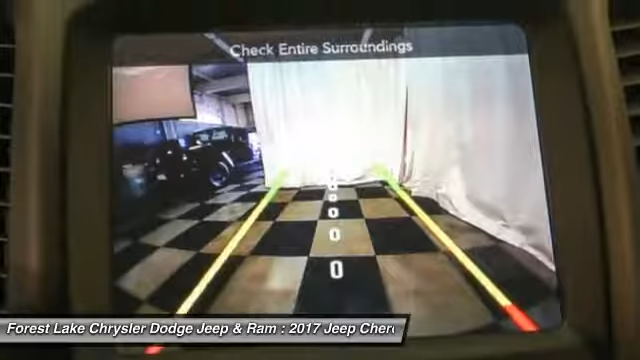 Check Entire Surroundings
Forest Lake Chrysler Dodge Jeep & Ram : 2017 Jeep Chero